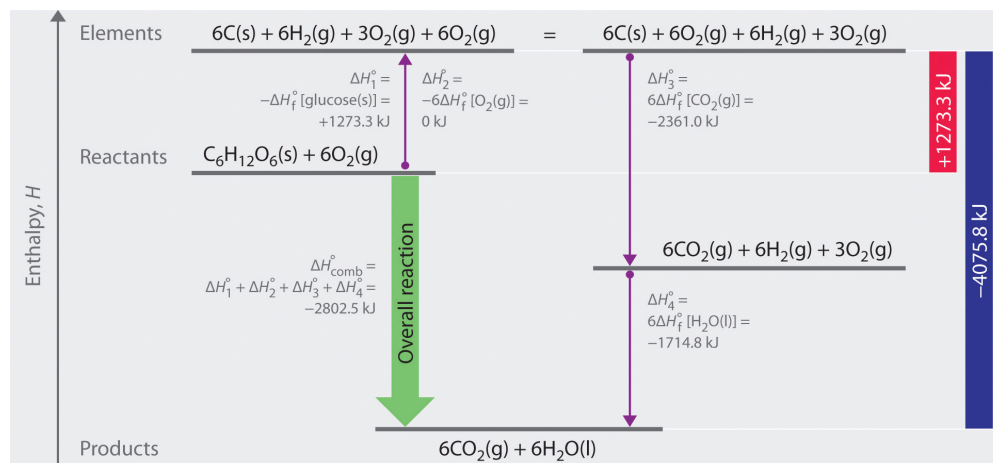 Elements
6C(s) + 6H₂(g) + 3O₂(g) + 6O₂(g)
=
6C(s) + 6O₂(g) + 6H₂(g) + 3O₂(g)
ΔH°₁ =
−ΔH°f [glucose(s)] =
+1273.3 kJ
ΔH°₂ =
−6ΔH°f [O₂(g)] =
0 kJ
ΔH°₃ =
6ΔH°f [CO₂(g)] =
−2361.0 kJ
+1273.3 kJ
−4075.8 kJ
Reactants
C₆H₁₂O₆(s) + 6O₂(g)
Enthalpy, H
6CO₂(g) + 6H₂(g) + 3O₂(g)
ΔH°comb =
ΔH°₁ + ΔH°₂ + ΔH°₃ + ΔH°₄ =
−2802.5 kJ
Overall reaction
ΔH°₄ =
6ΔH°f [H₂O(l)] =
−1714.8 kJ
Products
6CO₂(g) + 6H₂O(l)